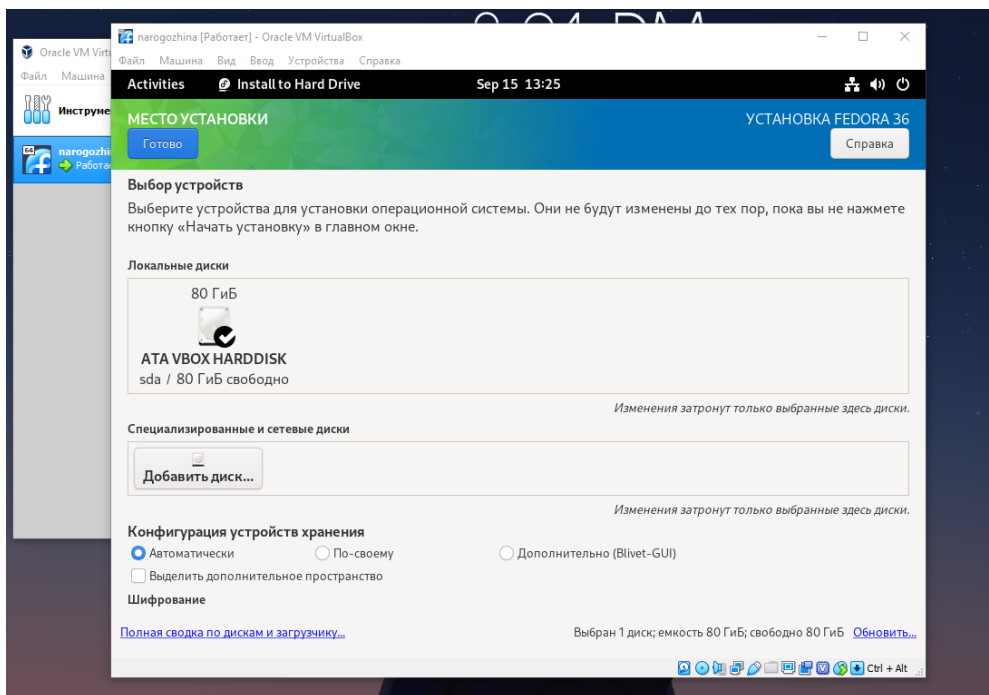 Oracle VM Virt
narogozhina [Работает] - Oracle VM VirtualBox
Файл Машина
Файл Машина Вид Ввод Устройства Справка
Activities Install to Hard Drive Sep 15 13:25
Инструме
МЕСТО УСТАНОВКИ УСТАНОВКА FEDORA 36
Готово Справка
64
narogozhi
Работа
Выбор устройств
Выберите устройства для установки операционной системы. Они не будут изменены до тех пор, пока вы не нажмете
кнопку «Начать установку» в главном окне.
Локальные диски
80 ГиБ
ATA VBOX HARDDISK
sda / 80 ГиБ свободно
Изменения затронут только выбранные здесь диски.
Специализированные и сетевые диски
Добавить диск...
Изменения затронут только выбранные здесь диски.
Конфигурация устройств хранения
Автоматически По-своему Дополнительно (Blivet-GUI)
Выделить дополнительное пространство
Шифрование
Полная сводка по дискам и загрузчику... Выбран 1 диск; емкость 80 ГиБ; свободно 80 ГиБ Обновить...
Ctrl + Alt